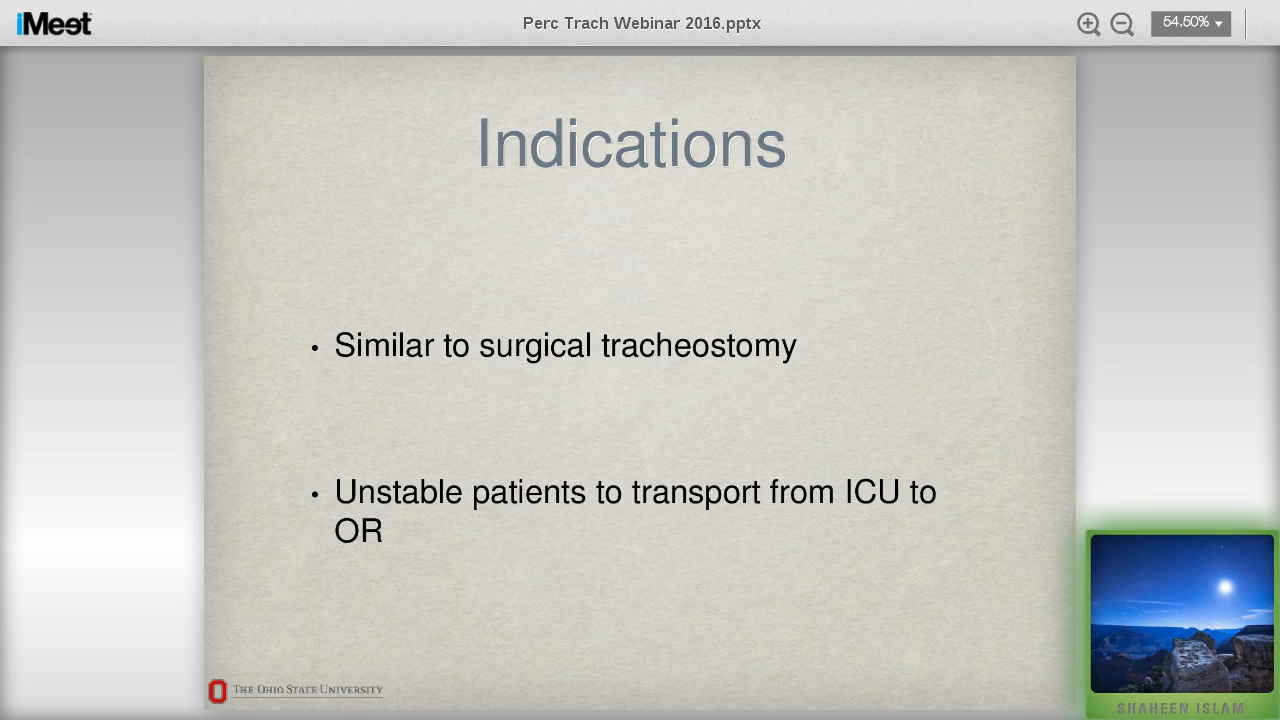 iMeet
Perc Trach Webinar 2016.pptx
54.50%
Indications
• Similar to surgical tracheostomy
• Unstable patients to transport from ICU to
OR
THE OHIO STATE UNIVERSITY
SHAHEEN ISLAM